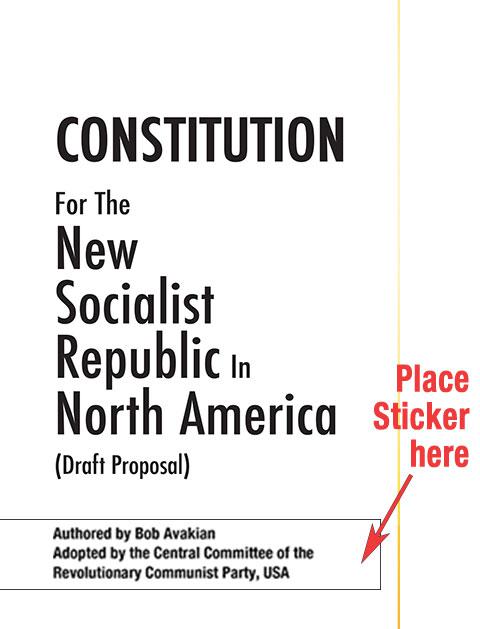 CONSTITUTION
For The
New
Socialist
Republic In
North America
(Draft Proposal)
Place
Sticker
here
Authored by Bob Avakian
Adopted by the Central Committee of the
Revolutionary Communist Party, USA